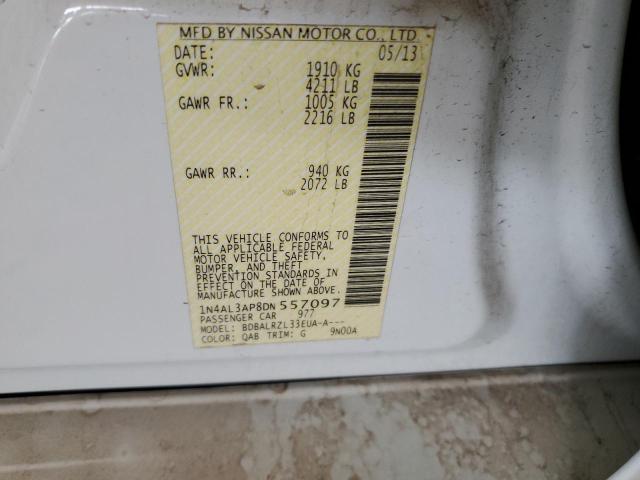 MFD BY NISSAN MOTOR CO., LTD.
DATE: 05/13
GVWR: 1910 KG
4211 LB
GAWR FR.: 1005 KG
2216 LB
GAWR RR.: 940 KG
2072 LB
THIS VEHICLE CONFORMS TO
ALL APPLICABLE FEDERAL
MOTOR VEHICLE SAFETY,
BUMPER, AND THEFT
PREVENTION STANDARDS IN
EFFECT ON THE DATE OF
MANUFACTURE SHOWN ABOVE.
1N4AL3AP8DN 557097
PASSENGER CAR 977
MODEL: BDBALRZL33EUA-A---
COLOR: QAB TRIM: G 9N00A